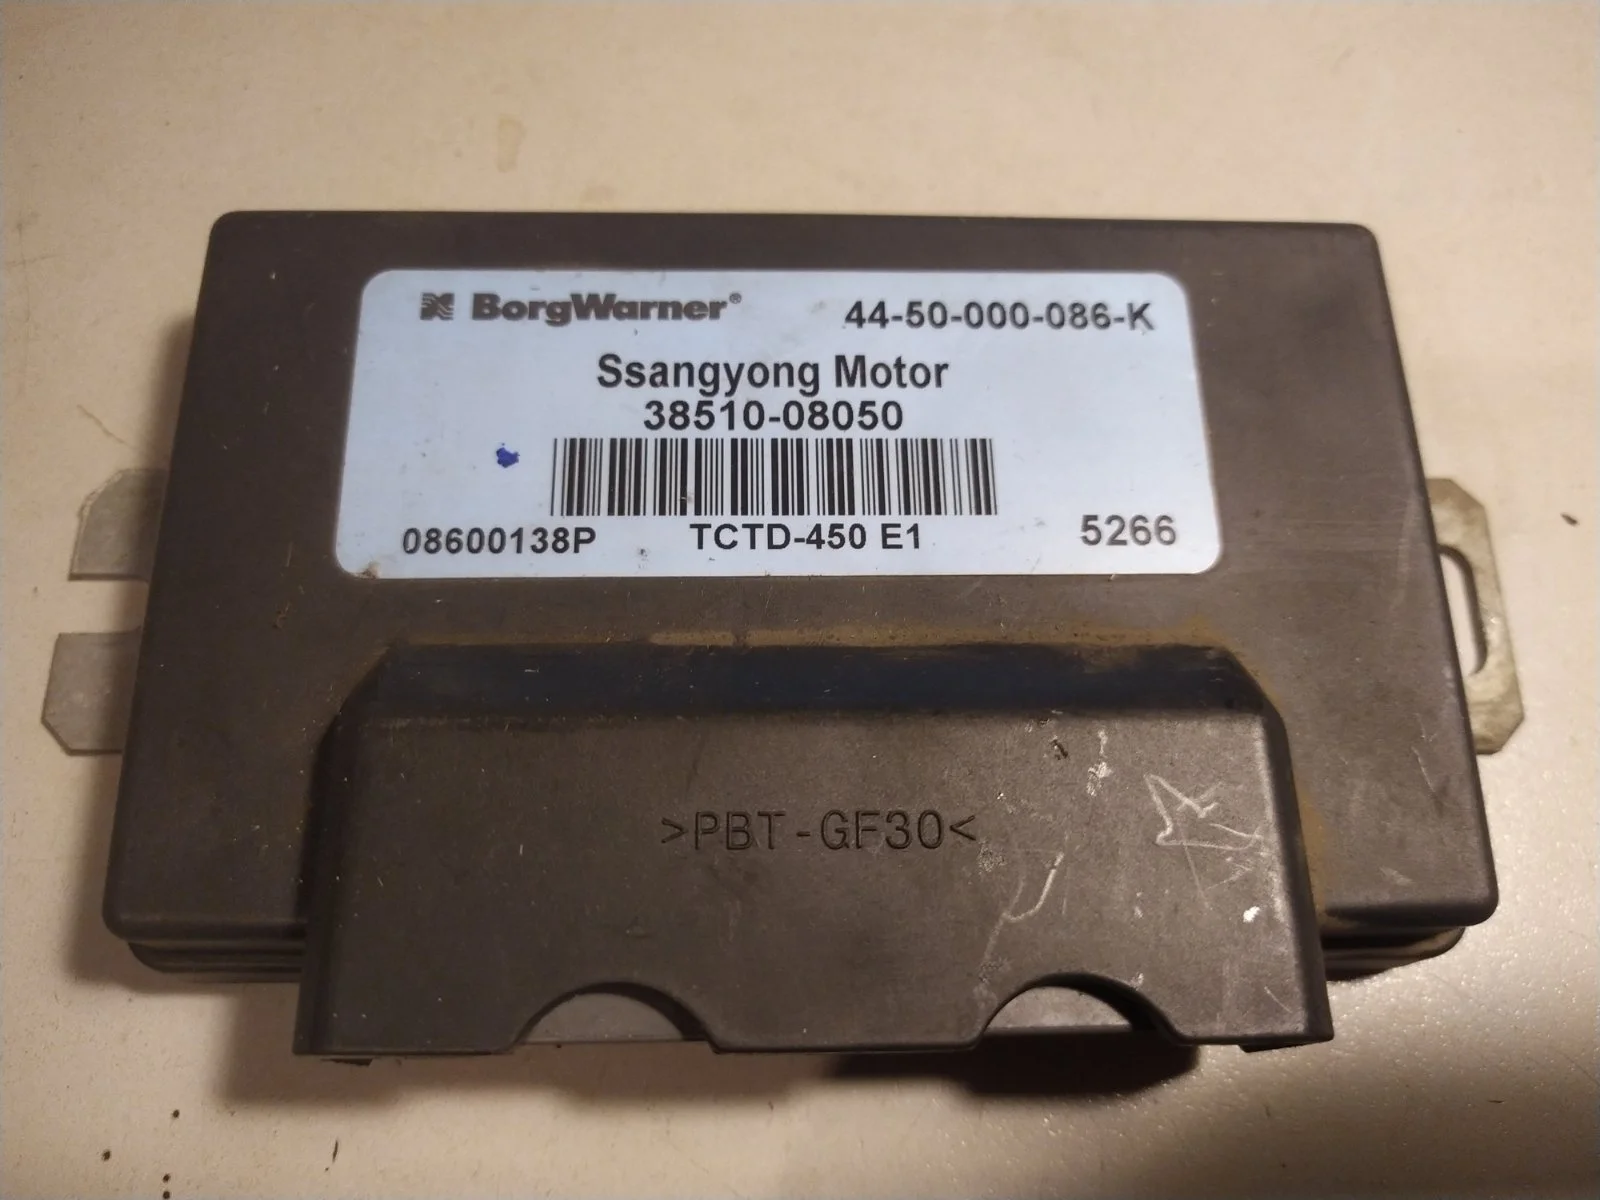 BorgWarner® 44-50-000-086-K
Ssangyong Motor
38510-08050
08600138P TCTD-450 E1 5266
>PBT-GF30<